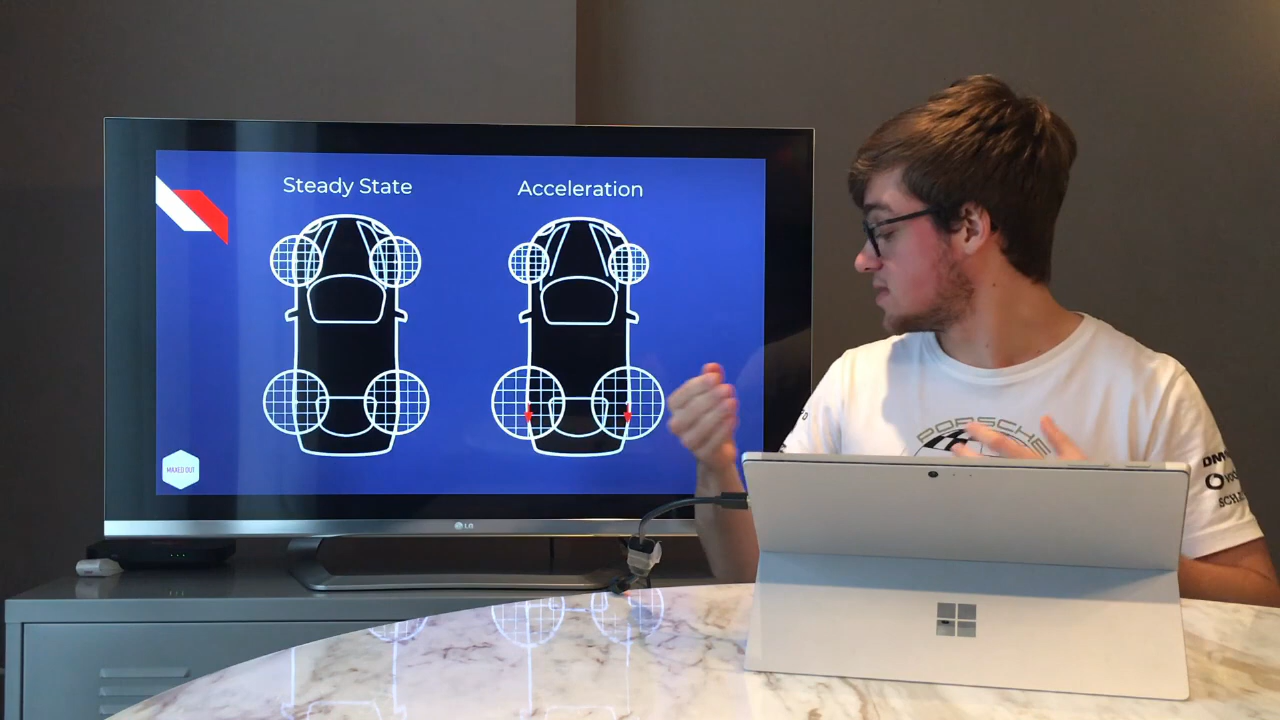 Steady State
Acceleration
MAXED OUT
LG
PORSCHE